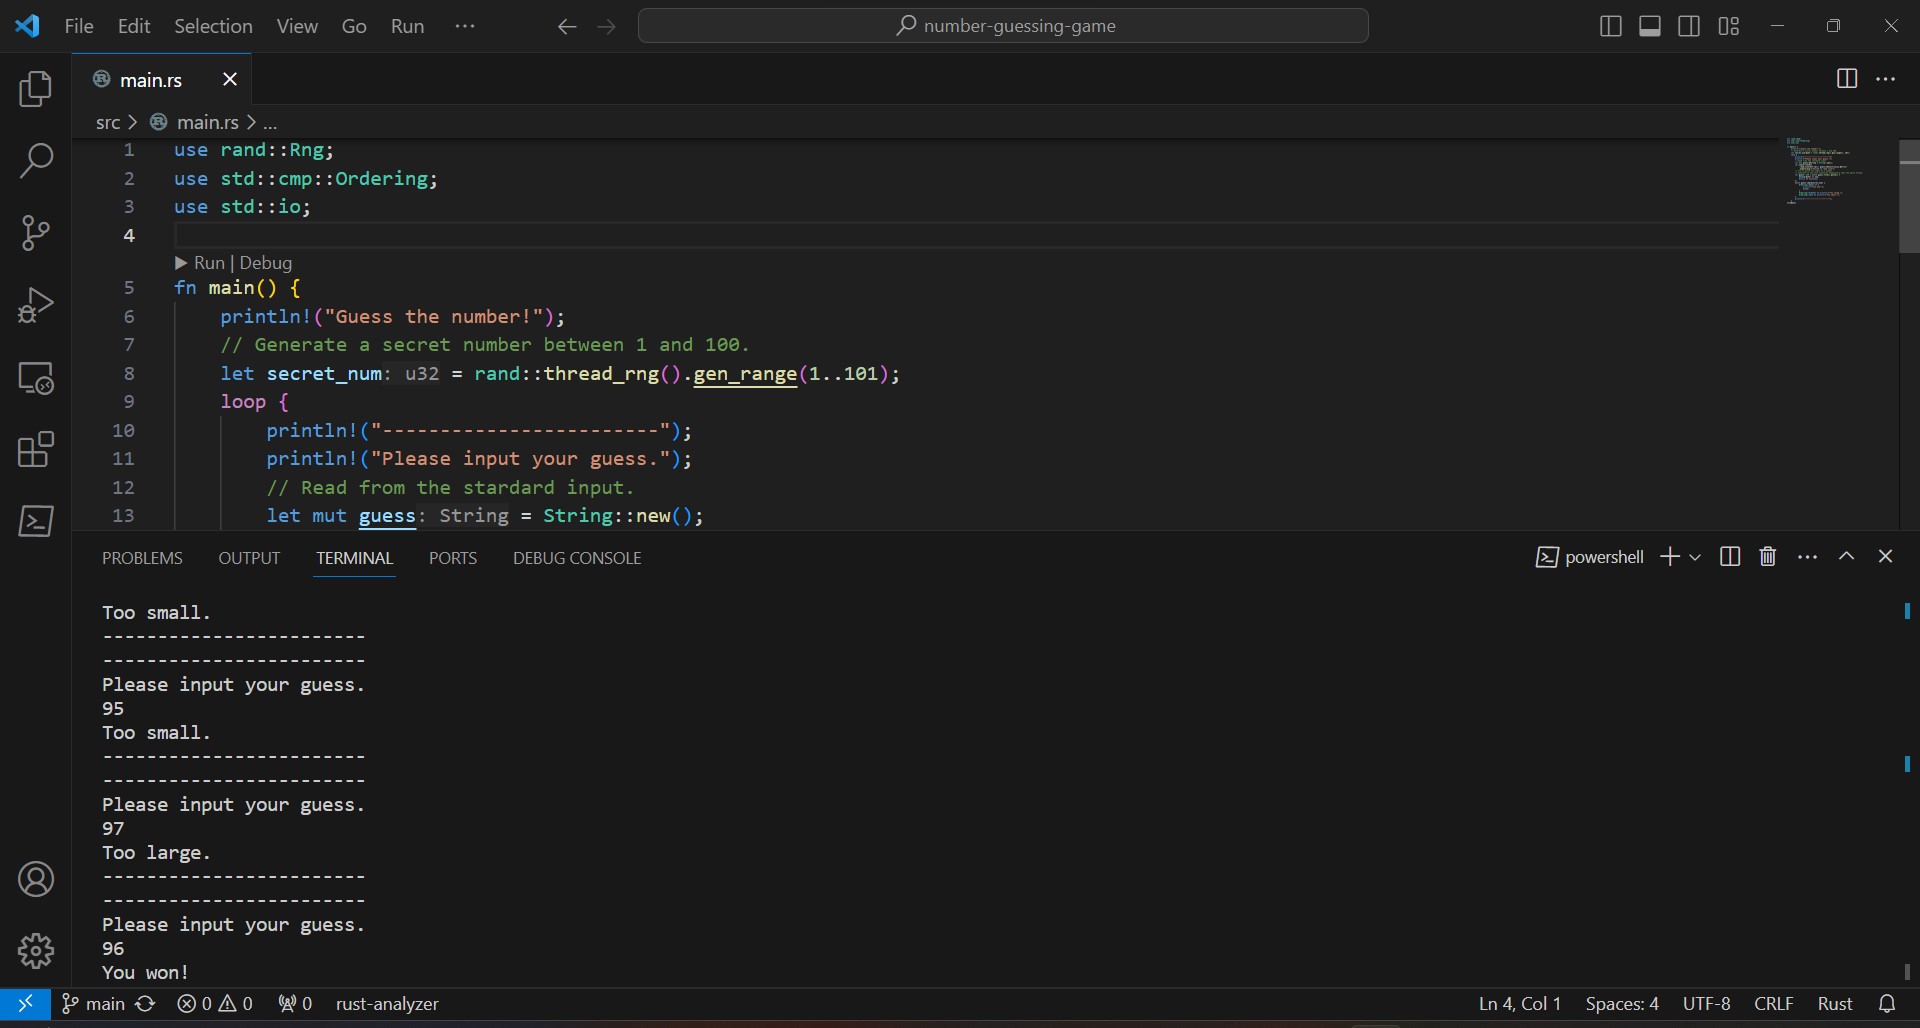 File Edit Selection View Go Run ··· number-guessing-game
main.rs
src > main.rs > ...
1 use rand::Rng;
2 use std::cmp::Ordering;
3 use std::io;
4
Run | Debug
5 fn main() {
6 println!("Guess the number!");
7 // Generate a secret number between 1 and 100.
8 let secret_num: u32 = rand::thread_rng().gen_range(1..101);
9 loop {
10 println!("------------------------");
11 println!("Please input your guess.");
12 // Read from the stardard input.
13 let mut guess: String = String::new();
PROBLEMS OUTPUT TERMINAL PORTS DEBUG CONSOLE powershell
Too small.
------------------------
------------------------
Please input your guess.
95
Too small.
------------------------
------------------------
Please input your guess.
97
Too large.
------------------------
------------------------
Please input your guess.
96
You won!
main 0 0 0 rust-analyzer Ln 4, Col 1 Spaces: 4 UTF-8 CRLF Rust